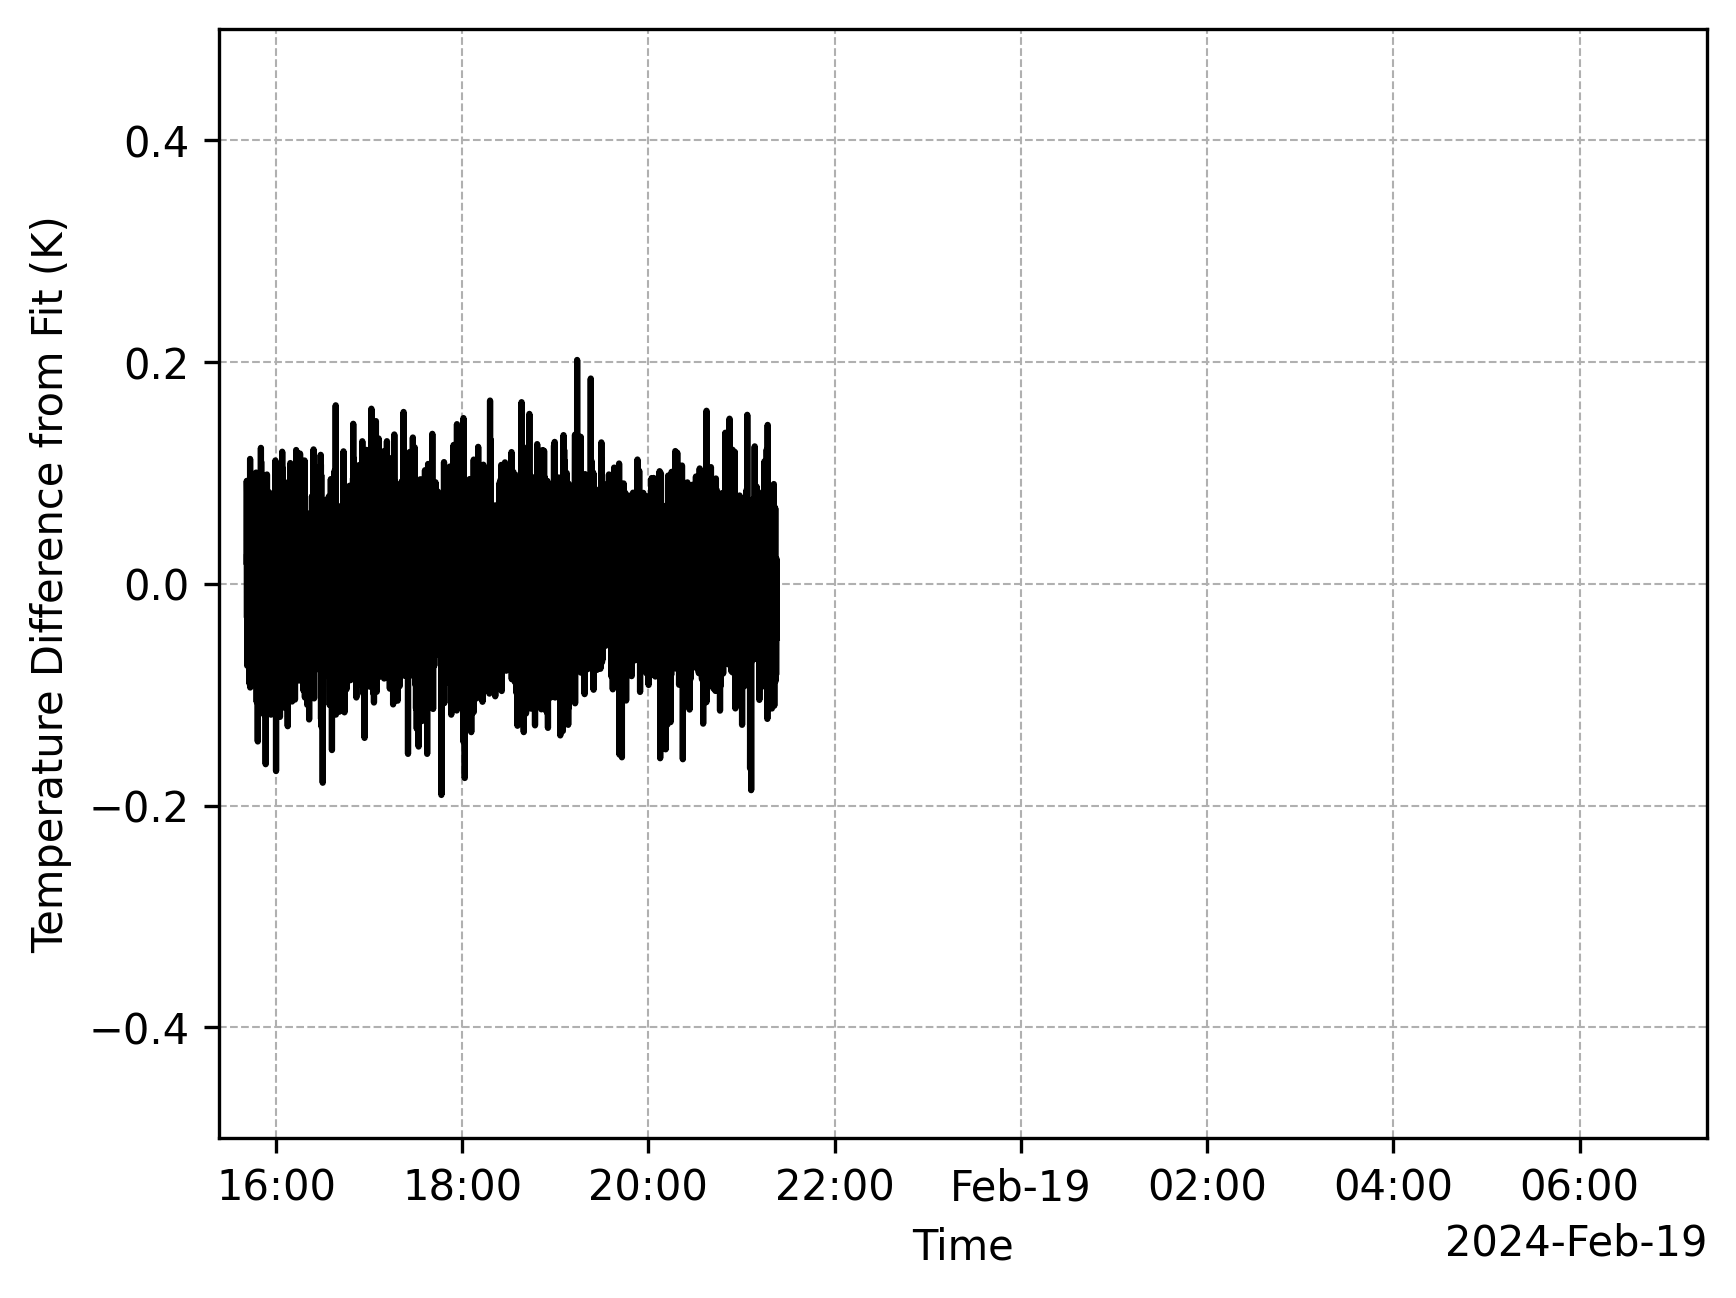 Temperature Difference from Fit (K)
0.4
0.2
0.0
−0.2
−0.4
16:00 18:00 20:00 22:00 Feb-19 02:00 04:00 06:00
Time
2024-Feb-19